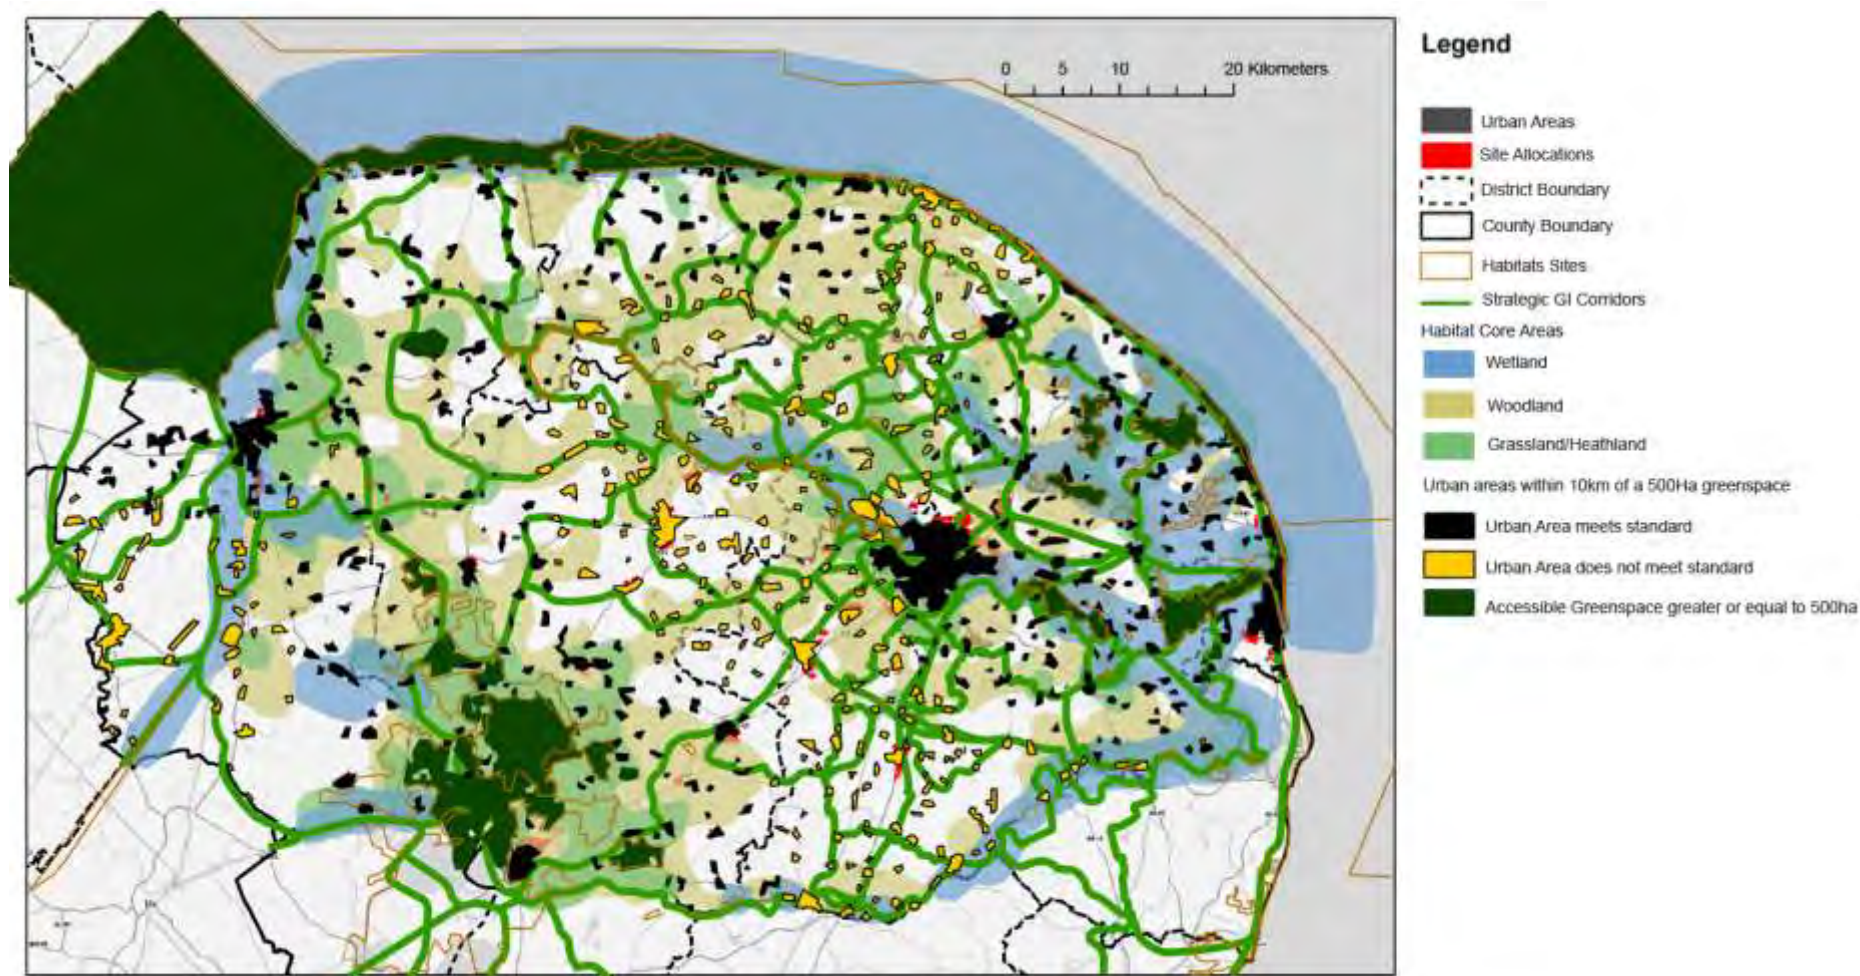 Legend
0 5 10 20 Kilometers
Urban Areas
Site Allocations
District Boundary
County Boundary
Habitats Sites
Strategic GI Corridors
Habitat Core Areas
Wetland
Woodland
Grassland/Heathland
Urban areas within 10km of a 500Ha greenspace
Urban Area meets standard
Urban Area does not meet standard
Accessible Greenspace greater or equal to 500ha